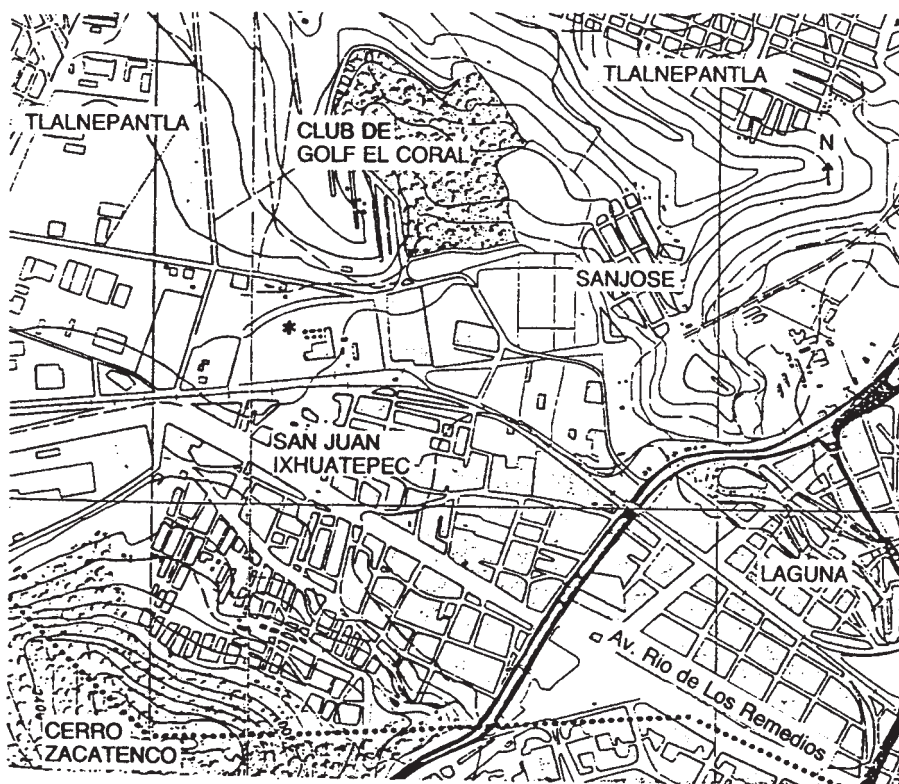 TLALNEPANTLA
TLALNEPANTLA
CLUB DE
GOLF EL CORAL
N
SANJOSE
*
SAN JUAN
IXHUATEPEC
LAGUNA
Av. Rio de Los Remedios
CERRO
ZACATENCO